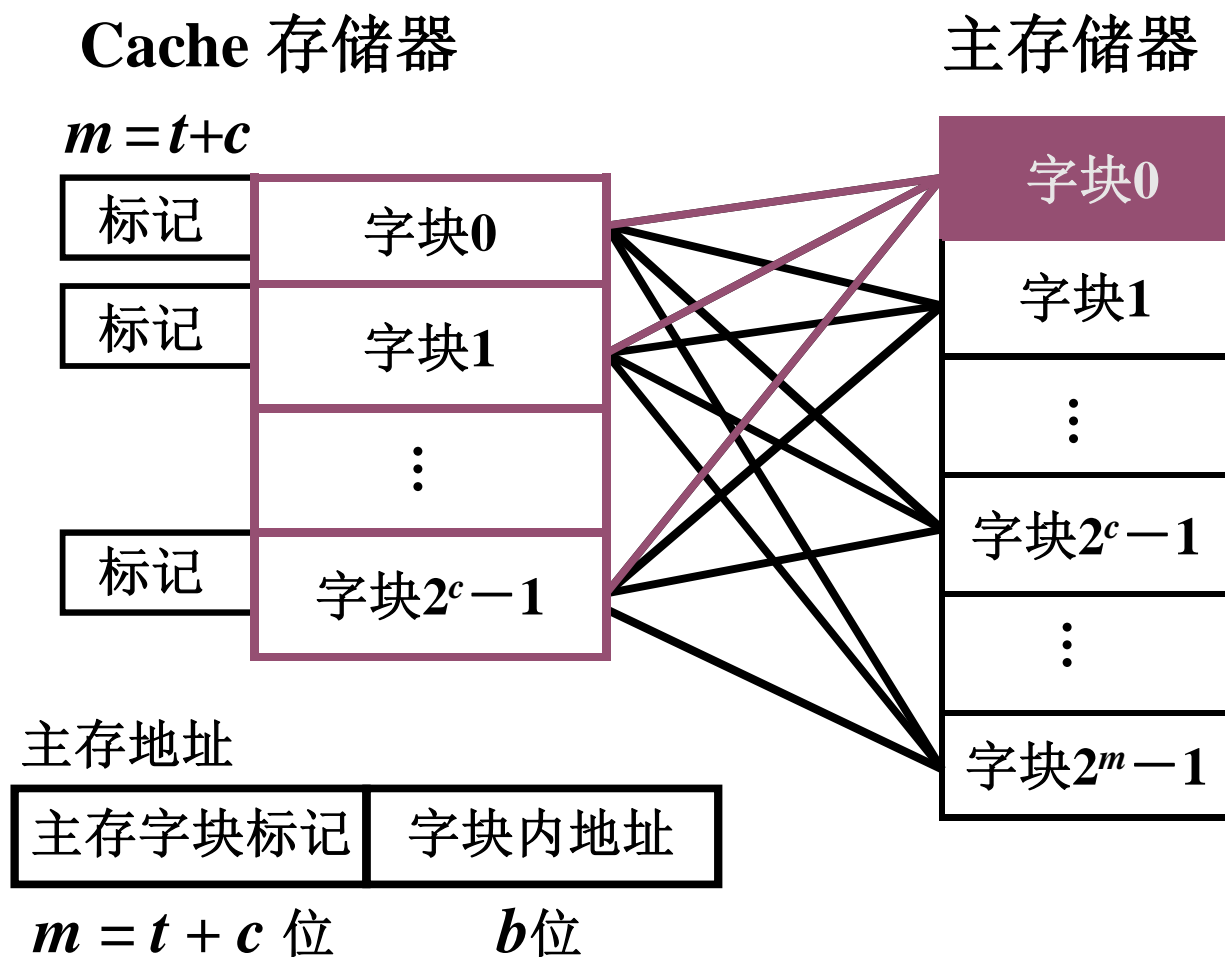 Cache 存储器
m = t+c
标记
字块0
标记
字块1
⋮
标记
字块2ᶜ－1
主存储器
字块0
字块1
⋮
字块2ᶜ－1
⋮
字块2ᵐ－1
主存地址
主存字块标记 字块内地址
m = t + c 位 b位